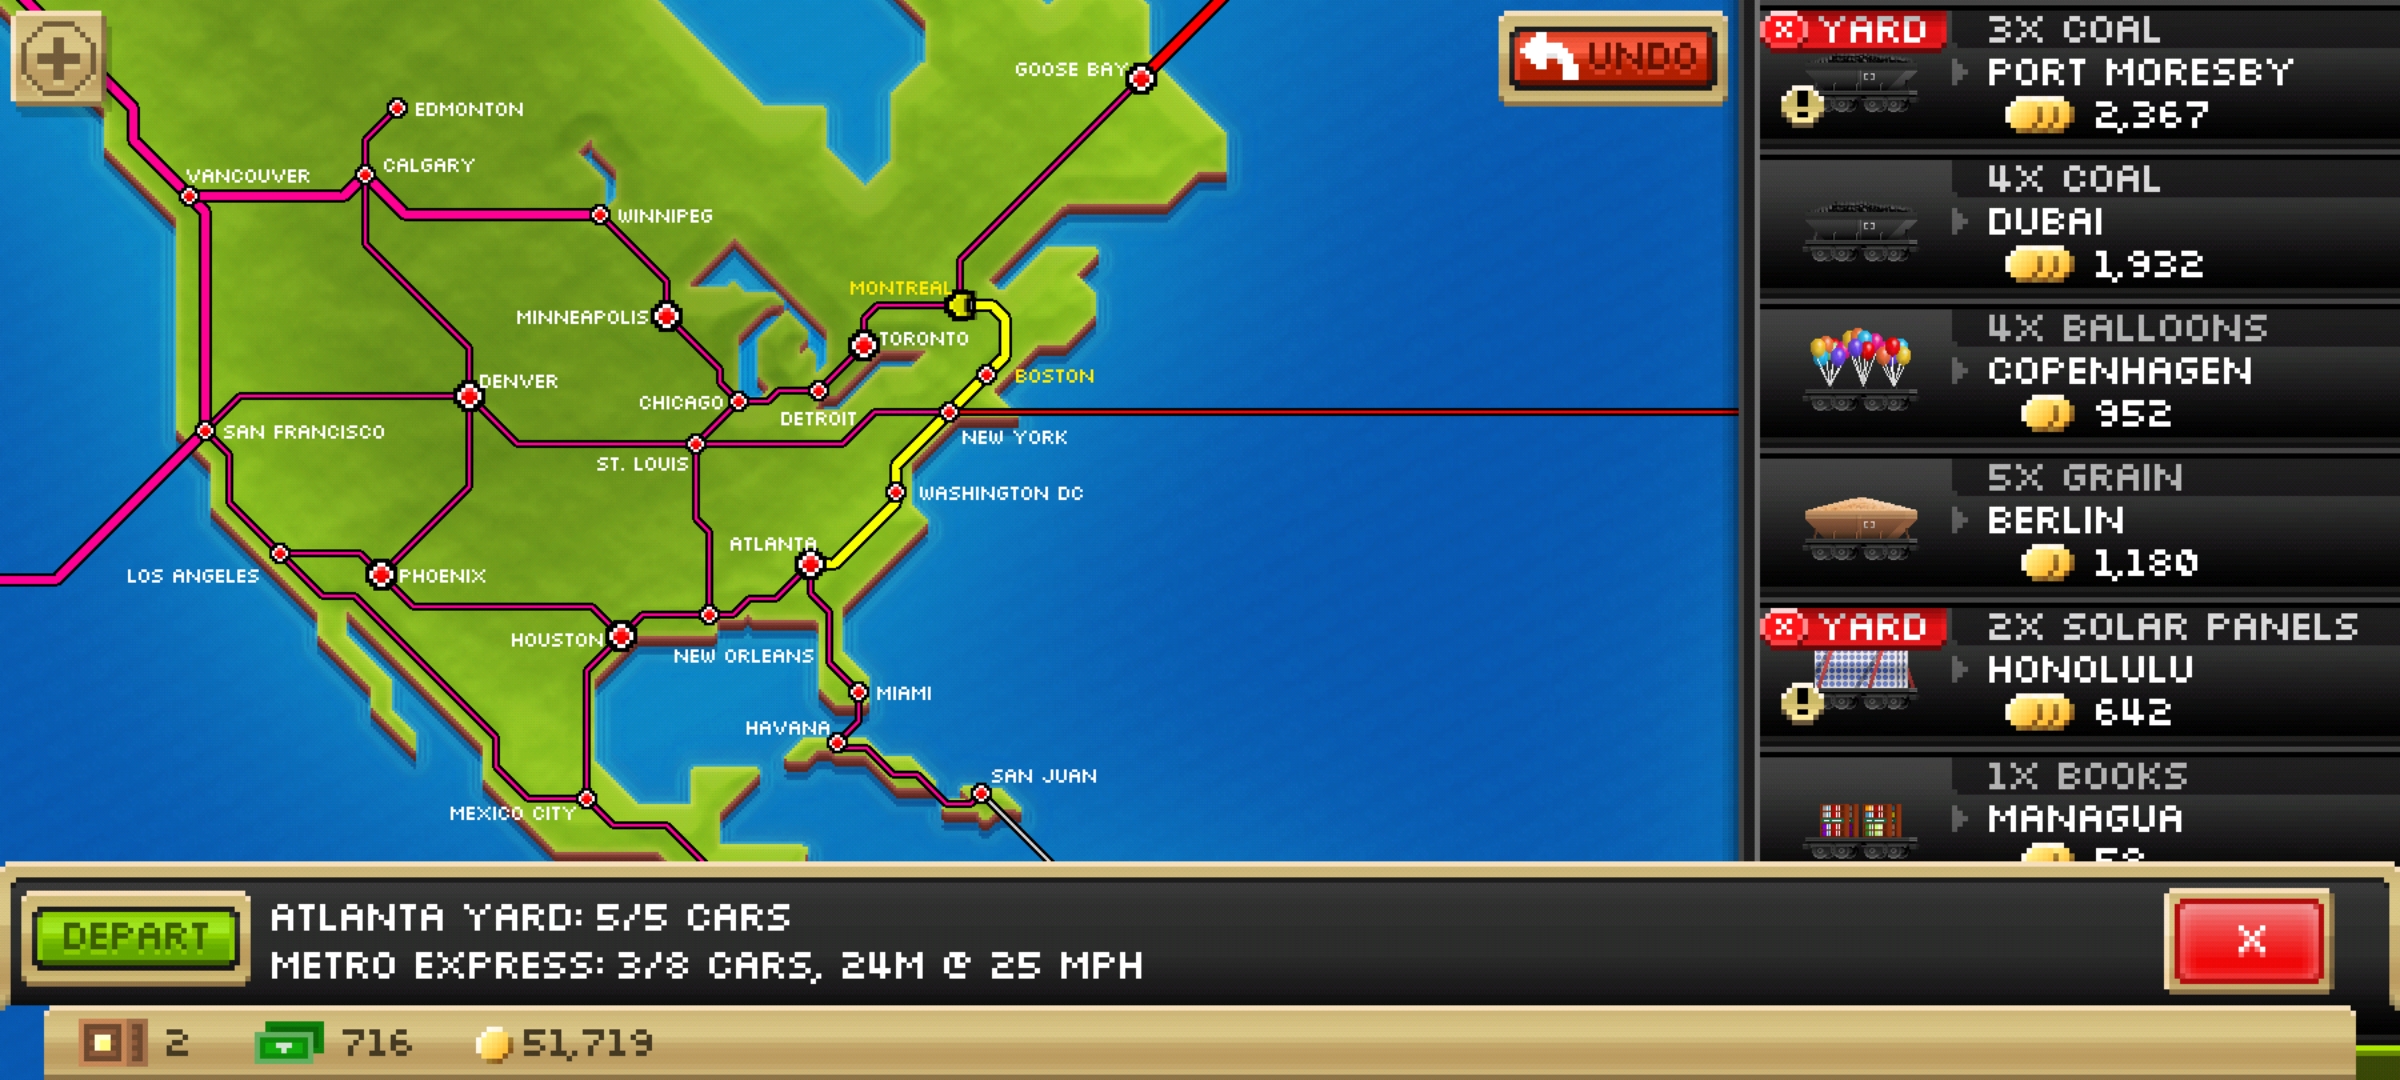 GOOSE BAY
EDMONTON
CALGARY
VANCOUVER
WINNIPEG
MONTREAL
MINNEAPOLIS
TORONTO
BOSTON
DENVER
CHICAGO
DETROIT
SAN FRANCISCO
NEW YORK
ST. LOUIS
WASHINGTON DC
ATLANTA
LOS ANGELES
PHOENIX
HOUSTON
NEW ORLEANS
MIAMI
HAVANA
SAN JUAN
MEXICO CITY
UNDO
YARD
3X COAL
PORT MORESBY
2,367
4X COAL
DUBAI
1,932
4X BALLOONS
COPENHAGEN
952
5X GRAIN
BERLIN
1,180
YARD
2X SOLAR PANELS
HONOLULU
642
1X BOOKS
MANAGUA
DEPART
ATLANTA YARD: 5/5 CARS
METRO EXPRESS: 3/8 CARS, 24M @ 25 MPH
X
2
716
51,719